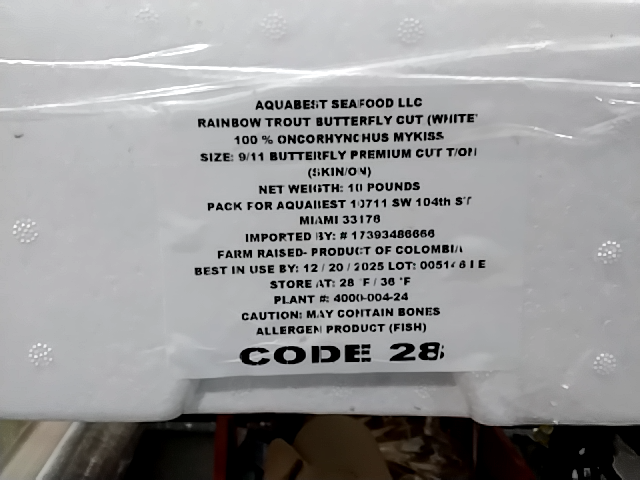 AQUABEST SEAFOOD LLC
RAINBOW TROUT BUTTERFLY CUT (WHITE)
100 % ONCORHYNCHUS MYKISS
SIZE: 9/11 BUTTERFLY PREMIUM CUT T/ON
(SKIN/ON)
NET WEIGTH: 10 POUNDS
PACK FOR AQUABEST 10711 SW 104th ST
MIAMI 33176
IMPORTED BY: # 17393486666
FARM RAISED- PRODUCT OF COLOMBIA
BEST IN USE BY: 12 / 20 / 2025 LOT:
STORE AT: 28 °F / 36 °F
PLANT #: 4000-004-24
CAUTION: MAY CONTAIN BONES
ALLERGEN PRODUCT (FISH)
CODE 28